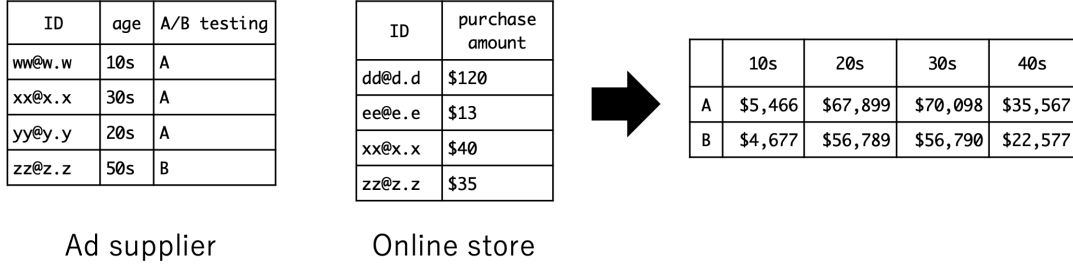 ID age A/B testing
ww@w.w 10s A
xx@x.x 30s A
yy@y.y 20s A
zz@z.z 50s B
Ad supplier
ID purchase
amount
dd@d.d $120
ee@e.e $13
xx@x.x $40
zz@z.z $35
Online store
10s 20s 30s 40s
A $5,466 $67,899 $70,098 $35,567
B $4,677 $56,789 $56,790 $22,577